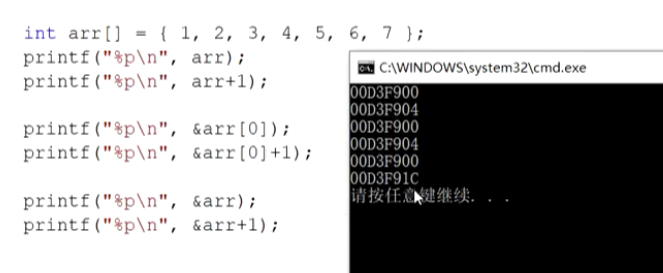 int arr[] = { 1, 2, 3, 4, 5, 6, 7 };
printf("%p\n", arr);
printf("%p\n", arr+1);
printf("%p\n", &arr[0]);
printf("%p\n", &arr[0]+1);
printf("%p\n", &arr);
printf("%p\n", &arr+1);
C:\WINDOWS\system32\cmd.exe
00D3F900
00D3F904
00D3F900
00D3F904
00D3F900
00D3F91C
请按任意键继续. . .